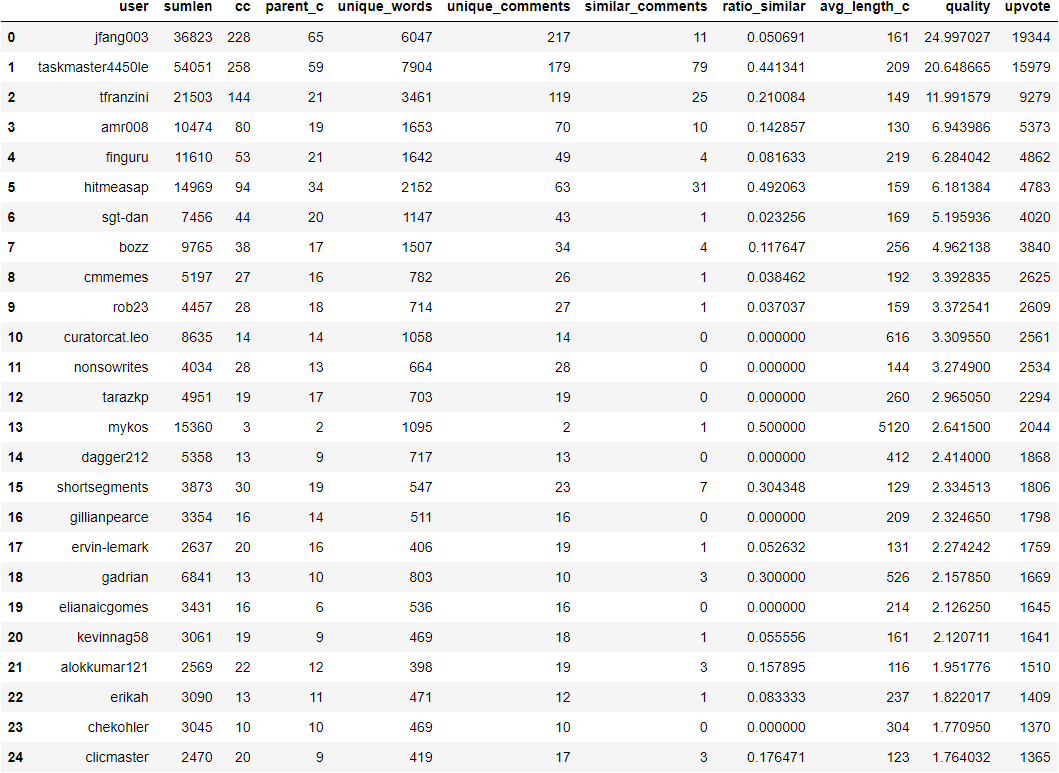 user sumlen cc parent_c unique_words unique_comments similar_comments ratio_similar avg_length_c quality upvote
0 jfang003 36823 228 65 6047 217 11 0.050691 161 24.997027 19344
1 taskmaster4450le 54051 258 59 7904 179 79 0.441341 209 20.648665 15979
2 tfranzini 21503 144 21 3461 119 25 0.210084 149 11.991579 9279
3 amr008 10474 80 19 1653 70 10 0.142857 130 6.943986 5373
4 finguru 11610 53 21 1642 49 4 0.081633 219 6.284042 4862
5 hitmeasap 14969 94 34 2152 63 31 0.492063 159 6.181384 4783
6 sgt-dan 7456 44 20 1147 43 1 0.023256 169 5.195936 4020
7 bozz 9765 38 17 1507 34 4 0.117647 256 4.962138 3840
8 cmmemes 5197 27 16 782 26 1 0.038462 192 3.392835 2625
9 rob23 4457 28 18 714 27 1 0.037037 159 3.372541 2609
10 curatorcat.leo 8635 14 14 1058 14 0 0.000000 616 3.309550 2561
11 nonsowrites 4034 28 13 664 28 0 0.000000 144 3.274900 2534
12 tarazkp 4951 19 17 703 19 0 0.000000 260 2.965050 2294
13 mykos 15360 3 2 1095 2 1 0.500000 5120 2.641500 2044
14 dagger212 5358 13 9 717 13 0 0.000000 412 2.414000 1868
15 shortsegments 3873 30 19 547 23 7 0.304348 129 2.334513 1806
16 gillianpearce 3354 16 14 511 16 0 0.000000 209 2.324650 1798
17 ervin-lemark 2637 20 16 406 19 1 0.052632 131 2.274242 1759
18 gadrian 6841 13 10 803 10 3 0.300000 526 2.157850 1669
19 elianaicgomes 3431 16 6 536 16 0 0.000000 214 2.126250 1645
20 kevinnag58 3061 19 9 469 18 1 0.055556 161 2.120711 1641
21 alokkumar121 2569 22 12 398 19 3 0.157895 116 1.951776 1510
22 erikah 3090 13 11 471 12 1 0.083333 237 1.822017 1409
23 chekohler 3045 10 10 469 10 0 0.000000 304 1.770950 1370
24 clicmaster 2470 20 9 419 17 3 0.176471 123 1.764032 1365